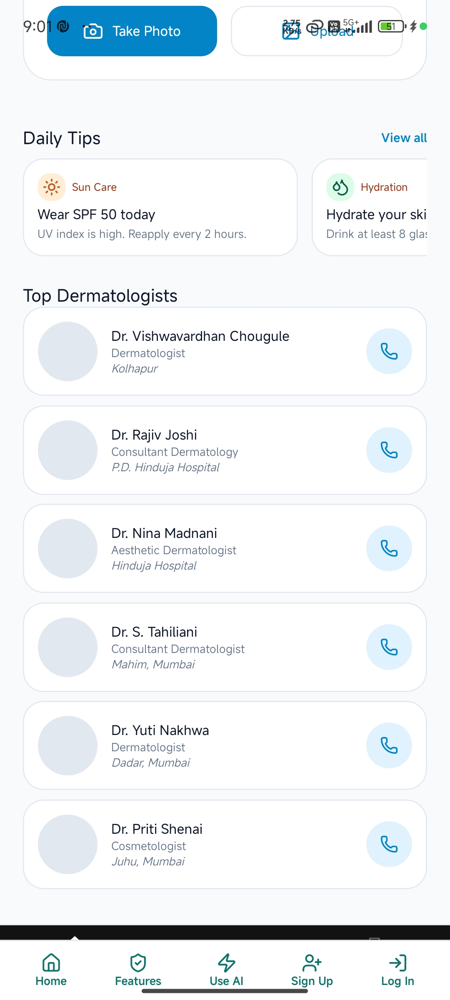 9:01
2.75
KB/s
Vo
5G+
51
Take Photo
Upload
Daily Tips
View all
Sun Care
Wear SPF 50 today
UV index is high. Reapply every 2 hours.
Hydration
Hydrate your ski
Drink at least 8 glas
Top Dermatologists
Dr. Vishwavardhan Chougule
Dermatologist
Kolhapur
Dr. Rajiv Joshi
Consultant Dermatology
P.D. Hinduja Hospital
Dr. Nina Madnani
Aesthetic Dermatologist
Hinduja Hospital
Dr. S. Tahiliani
Consultant Dermatologist
Mahim, Mumbai
Dr. Yuti Nakhwa
Dermatologist
Dadar, Mumbai
Dr. Priti Shenai
Cosmetologist
Juhu, Mumbai
Home
Features
Use AI
Sign Up
Log In